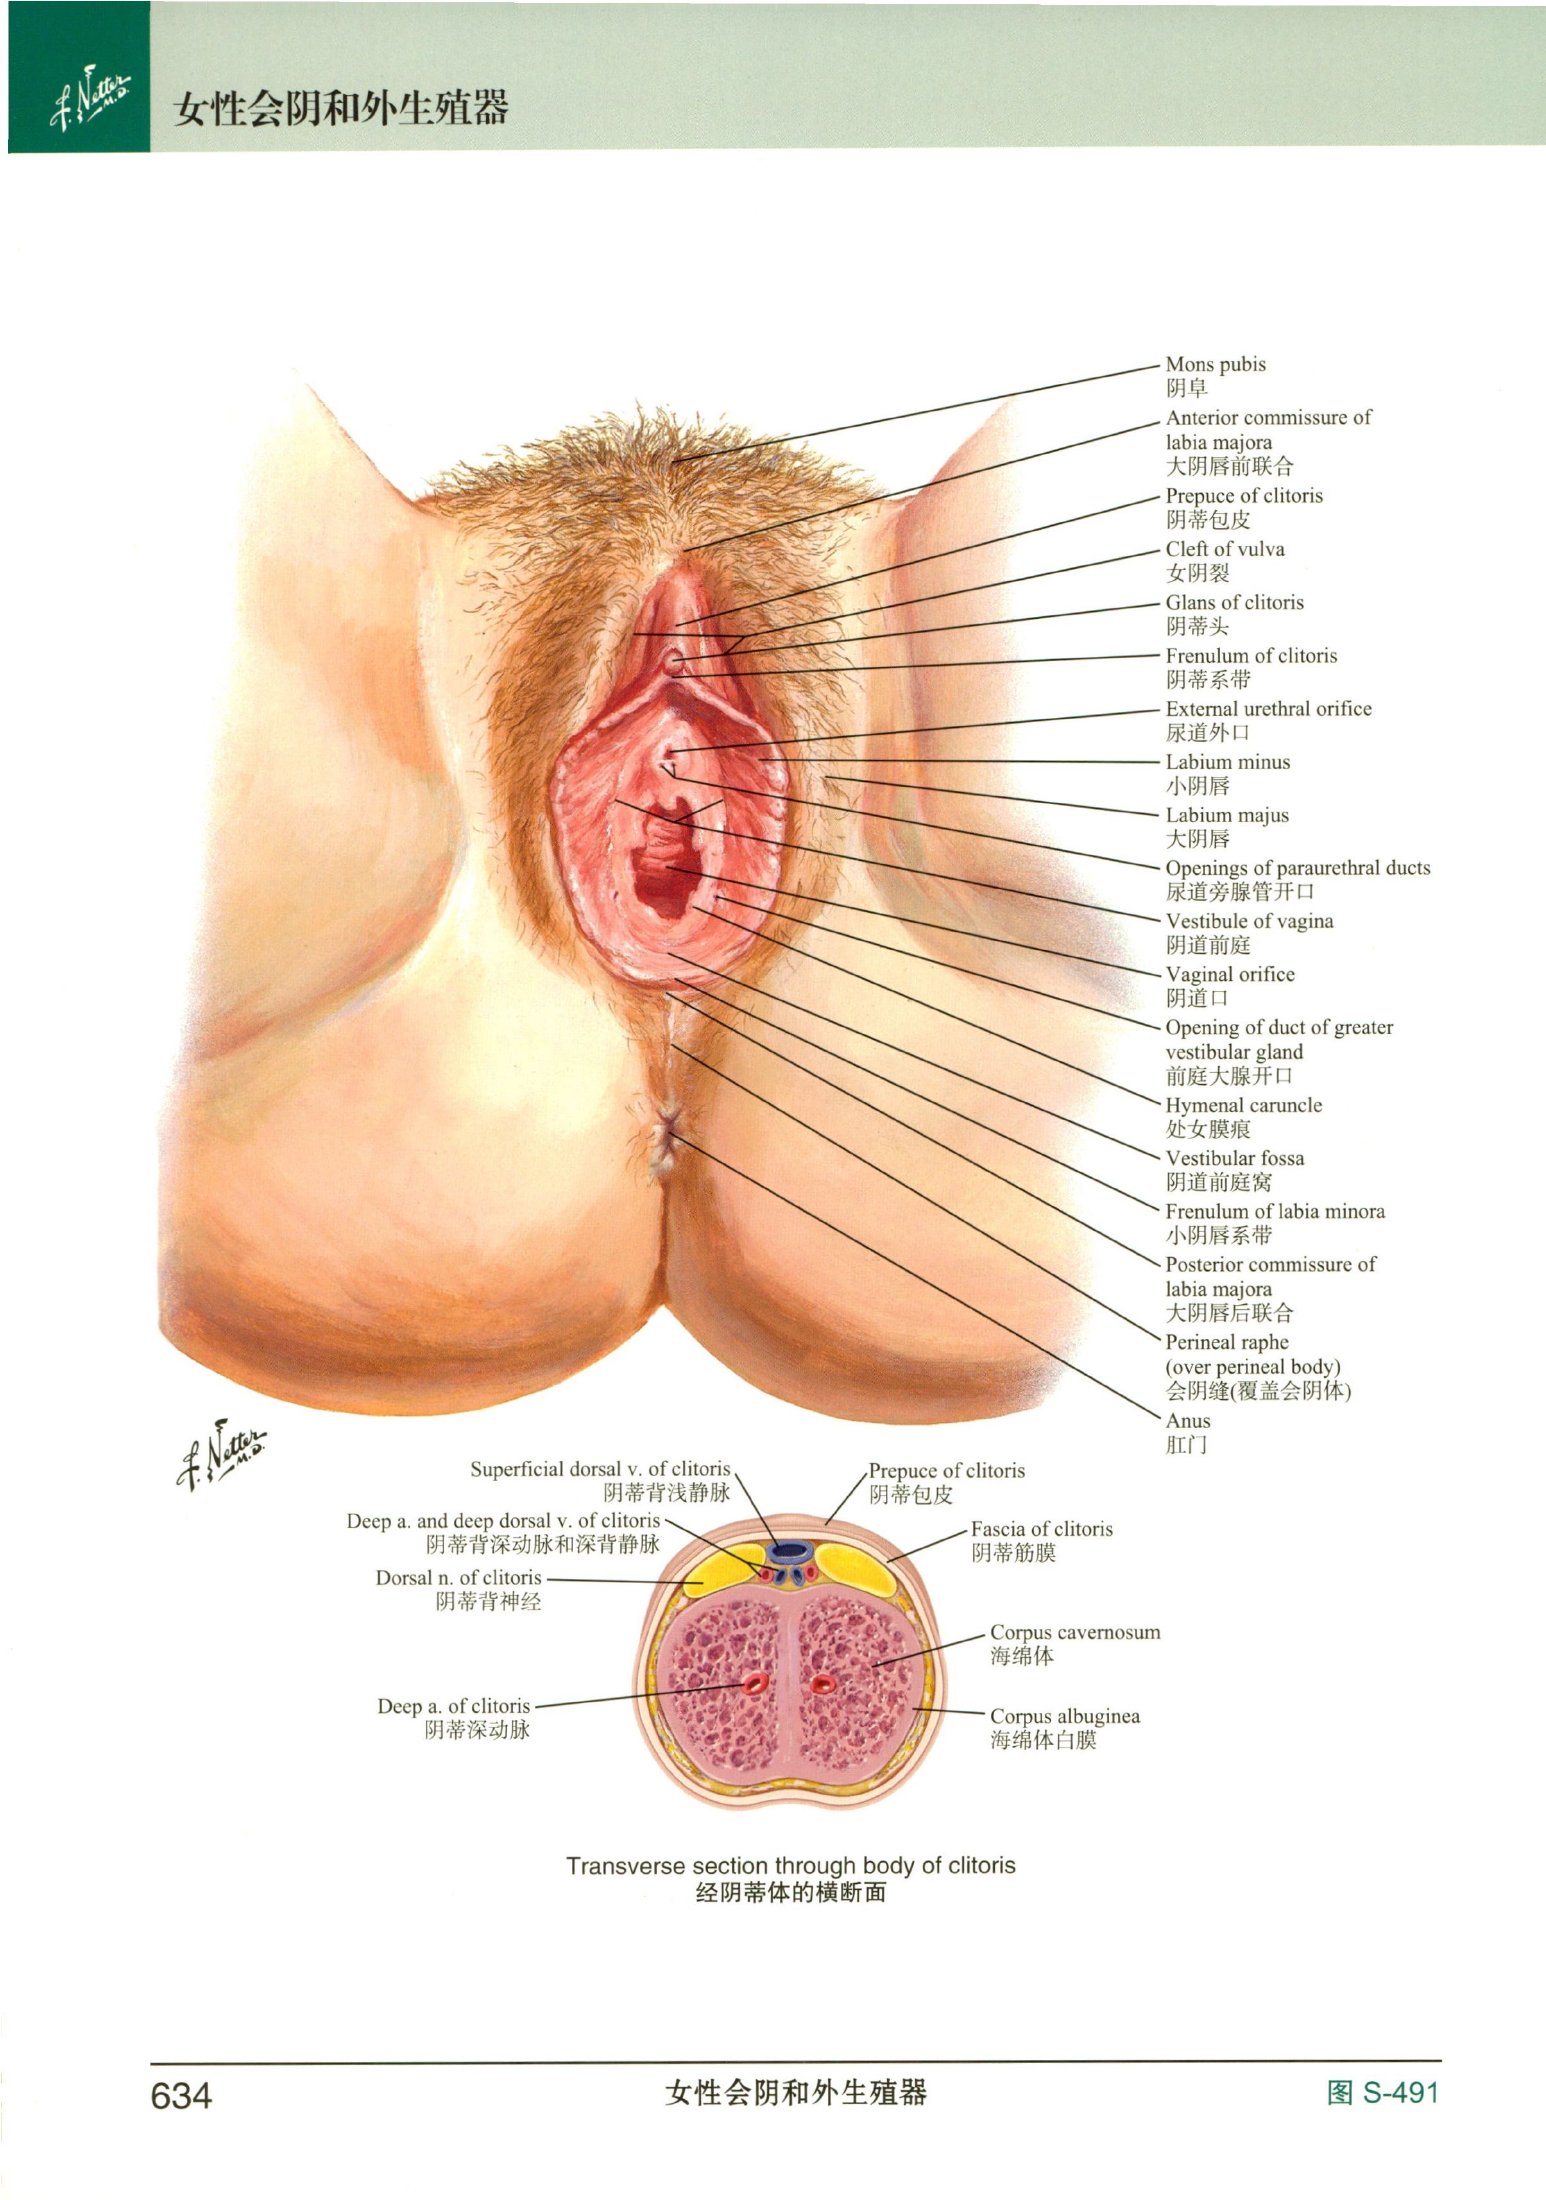 F. Netter M.D.
女性会阴和外生殖器
Mons pubis
阴阜
Anterior commissure of
labia majora
大阴唇前联合
Prepuce of clitoris
阴蒂包皮
Cleft of vulva
女阴裂
Glans of clitoris
阴蒂头
Frenulum of clitoris
阴蒂系带
External urethral orifice
尿道外口
Labium minus
小阴唇
Labium majus
大阴唇
Openings of paraurethral ducts
尿道旁腺管开口
Vestibule of vagina
阴道前庭
Vaginal orifice
阴道口
Opening of duct of greater
vestibular gland
前庭大腺开口
Hymenal caruncle
处女膜痕
Vestibular fossa
阴道前庭窝
Frenulum of labia minora
小阴唇系带
Posterior commissure of
labia majora
大阴唇后联合
Perineal raphe
(over perineal body)
会阴缝(覆盖会阴体)
Anus
肛门
F. Netter M.D.
Superficial dorsal v. of clitoris
阴蒂背浅静脉
Deep a. and deep dorsal v. of clitoris
阴蒂背深动脉和深背静脉
Dorsal n. of clitoris
阴蒂背神经
Deep a. of clitoris
阴蒂深动脉
Prepuce of clitoris
阴蒂包皮
Fascia of clitoris
阴蒂筋膜
Corpus cavernosum
海绵体
Corpus albuginea
海绵体白膜
Transverse section through body of clitoris
经阴蒂体的横断面
634
女性会阴和外生殖器
图 S-491